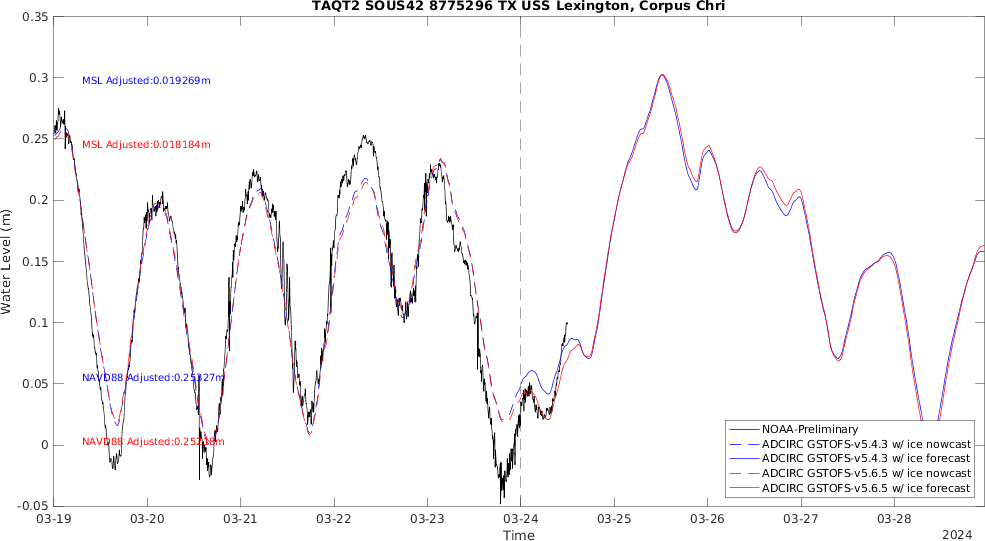 TAQT2 SOUS42 8775296 TX USS Lexington, Corpus Chri
0.35
0.3
0.25
0.2
0.15
0.1
0.05
0
-0.05
Water Level (m)
MSL Adjusted:0.019269m
MSL Adjusted:0.018184m
NAVD88 Adjusted:0.25327m
NAVD88 Adjusted:
NOAA-Preliminary
ADCIRC GSTOFS-v5.4.3 w/ ice nowcast
ADCIRC GSTOFS-v5.4.3 w/ ice forecast
ADCIRC GSTOFS-v5.6.5 w/ ice nowcast
ADCIRC GSTOFS-v5.6.5 w/ ice forecast
03-19
03-20
03-21
03-22
03-23
03-24
03-25
03-26
03-27
03-28
Time
2024